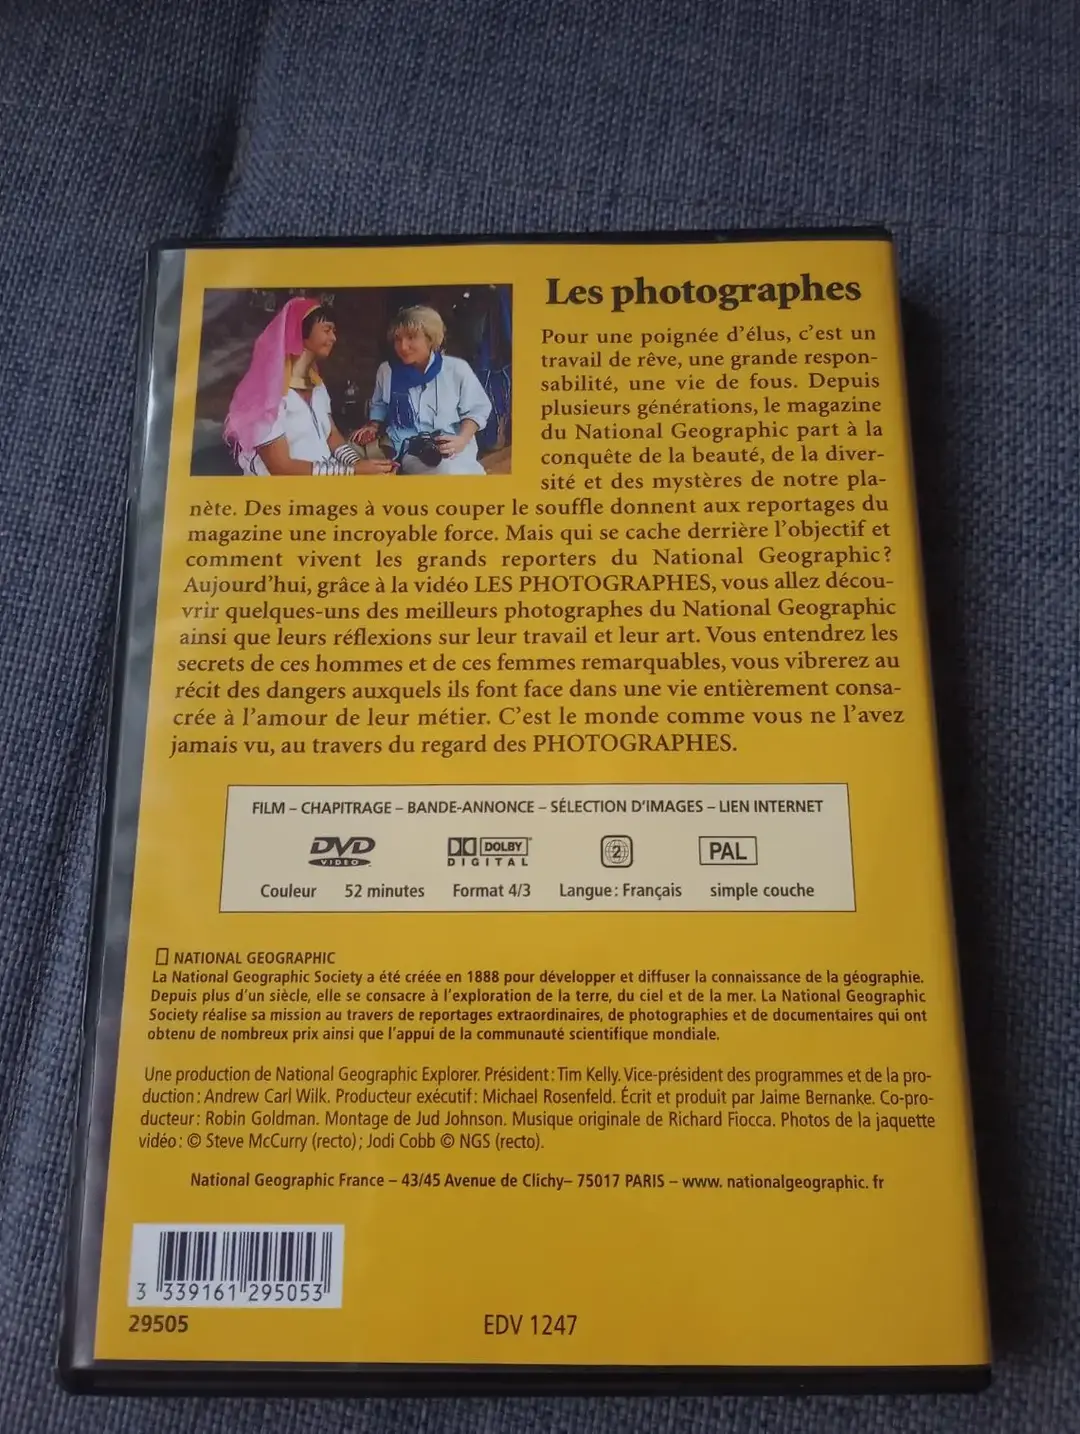 Les photographes
Pour une poignée d'élus, c'est un
travail de rêve, une grande respon-
sabilité, une vie de fous. Depuis
plusieurs générations, le magazine
du National Geographic part à la
conquête de la beauté, de la diver-
sité et des mystères de notre pla-
nète. Des images à vous couper le souffle donnent aux reportages du
magazine une incroyable force. Mais qui se cache derrière l'objectif et
comment vivent les grands reporters du National Geographic?
Aujourd'hui, grâce à la vidéo LES PHOTOGRAPHES, vous allez décou-
vrir quelques-uns des meilleurs photographes du National Geographic
ainsi que leurs réflexions sur leur travail et leur art. Vous entendrez les
secrets de ces hommes et de ces femmes remarquables, vous vibrerez au
récit des dangers auxquels ils font face dans une vie entièrement consa-
crée à l'amour de leur métier. C'est le monde comme vous ne l'avez
jamais vu, au travers du regard des PHOTOGRAPHES.
FILM – CHAPITRAGE – BANDE-ANNONCE – SÉLECTION D'IMAGES – LIEN INTERNET
DVD VIDEO DOLBY DIGITAL 2 PAL
Couleur 52 minutes Format 4/3 Langue : Français simple couche
NATIONAL GEOGRAPHIC
La National Geographic Society a été créée en 1888 pour développer et diffuser la connaissance de la géographie.
Depuis plus d'un siècle, elle se consacre à l'exploration de la terre, du ciel et de la mer. La National Geographic
Society réalise sa mission au travers de reportages extraordinaires, de photographies et de documentaires qui ont
obtenu de nombreux prix ainsi que l'appui de la communauté scientifique mondiale.
Une production de National Geographic Explorer. Président : Tim Kelly. Vice-président des programmes et de la pro-
duction : Andrew Carl Wilk. Producteur exécutif : Michael Rosenfeld. Écrit et produit par Jaime Bernanke. Co-pro-
ducteur : Robin Goldman. Montage de Jud Johnson. Musique originale de Richard Fiocca. Photos de la jaquette
vidéo : © Steve McCurry (recto) ; Jodi Cobb © NGS (recto).
National Geographic France – 43/45 Avenue de Clichy– 75017 PARIS – www. nationalgeographic. fr
3 339161 295053
29505
EDV 1247